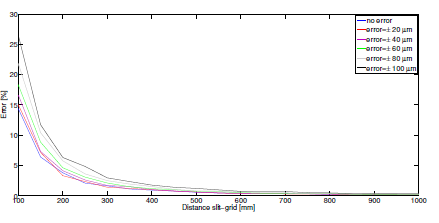 30
25
20
15
10
5
0
Error [%]
100 200 300 400 500 600 700 800 900 1000
Distance slit-grid [mm]
no error
error=± 20 µm
error=± 40 µm
error=± 60 µm
error=± 80 µm
error=± 100 µm